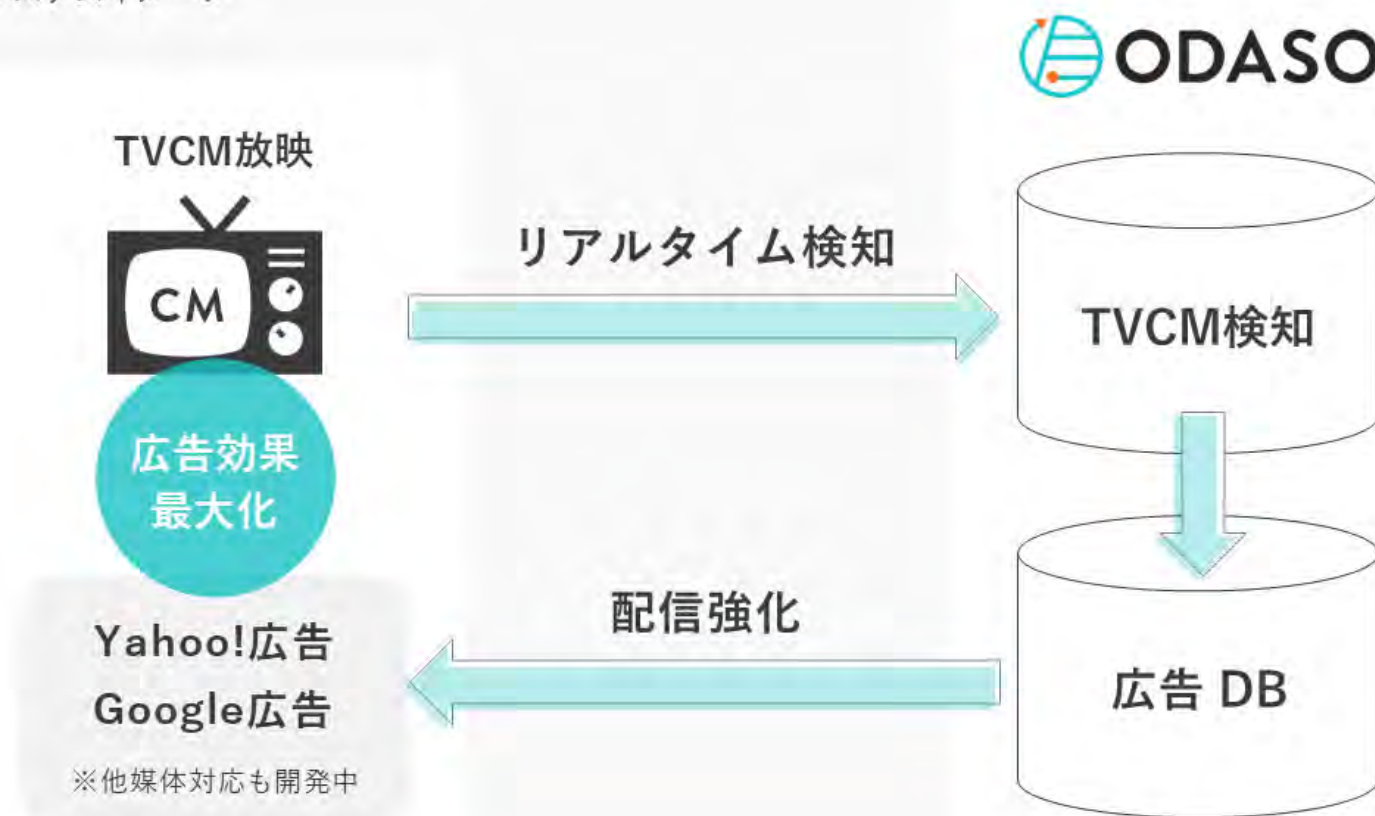 ODASO
TVCM放映
CM
リアルタイム検知
TVCM検知
広告効果
最大化
配信強化
Yahoo!広告
Google広告
※他媒体対応も開発中
広告 DB